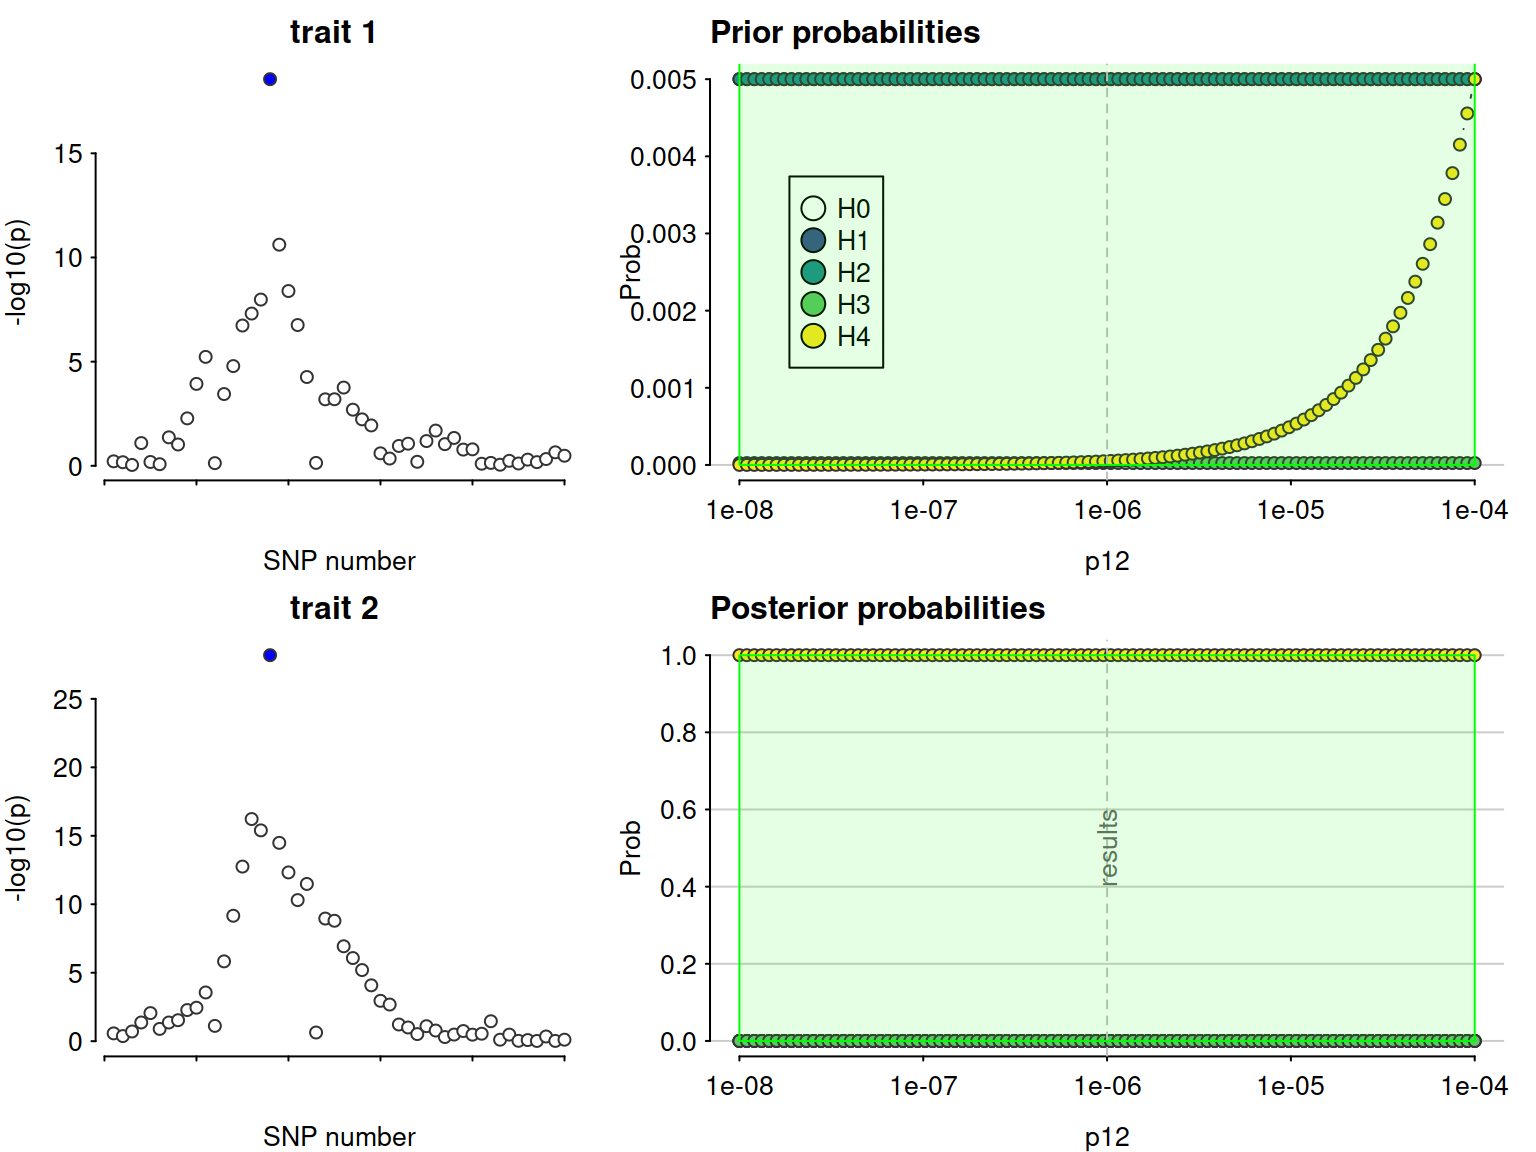 trait 1
-log10(p)
15
10
5
0
SNP number
Prior probabilities
Prob
0.005
0.004
0.003
0.002
0.001
0.000
H0
H1
H2
H3
H4
1e-08 1e-07 1e-06 1e-05 1e-04
p12
trait 2
-log10(p)
25
20
15
10
5
0
SNP number
Posterior probabilities
Prob
1.0
0.8
0.6
0.4
0.2
0.0
results
1e-08 1e-07 1e-06 1e-05 1e-04
p12